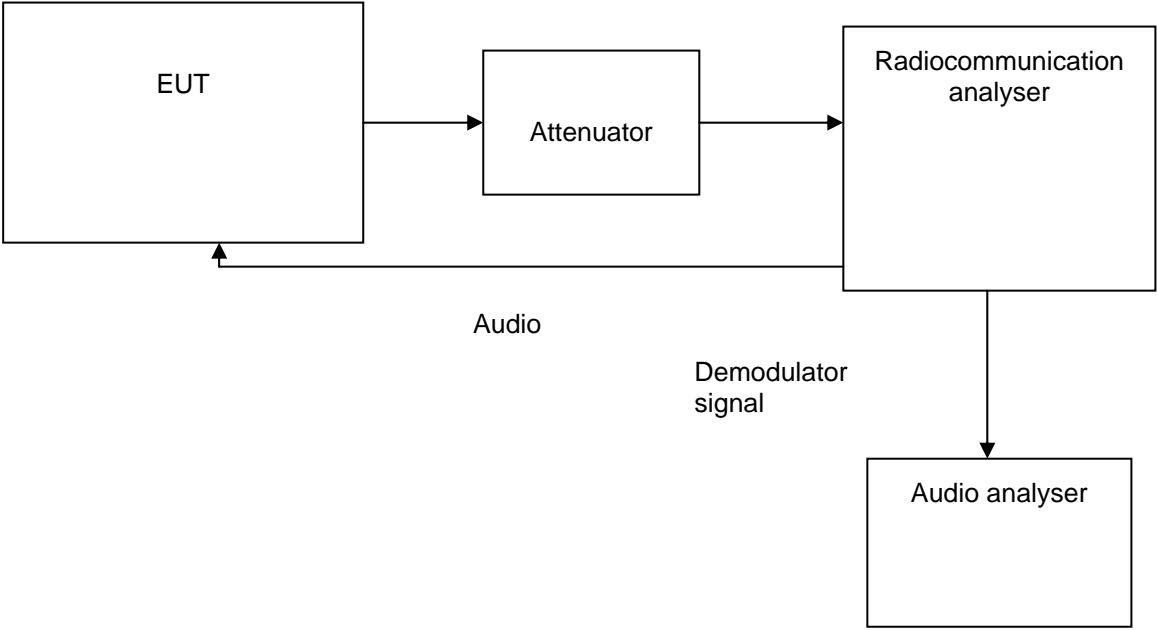 EUT
Attenuator
Radiocommunication
analyser
Audio
Demodulator
signal
Audio analyser